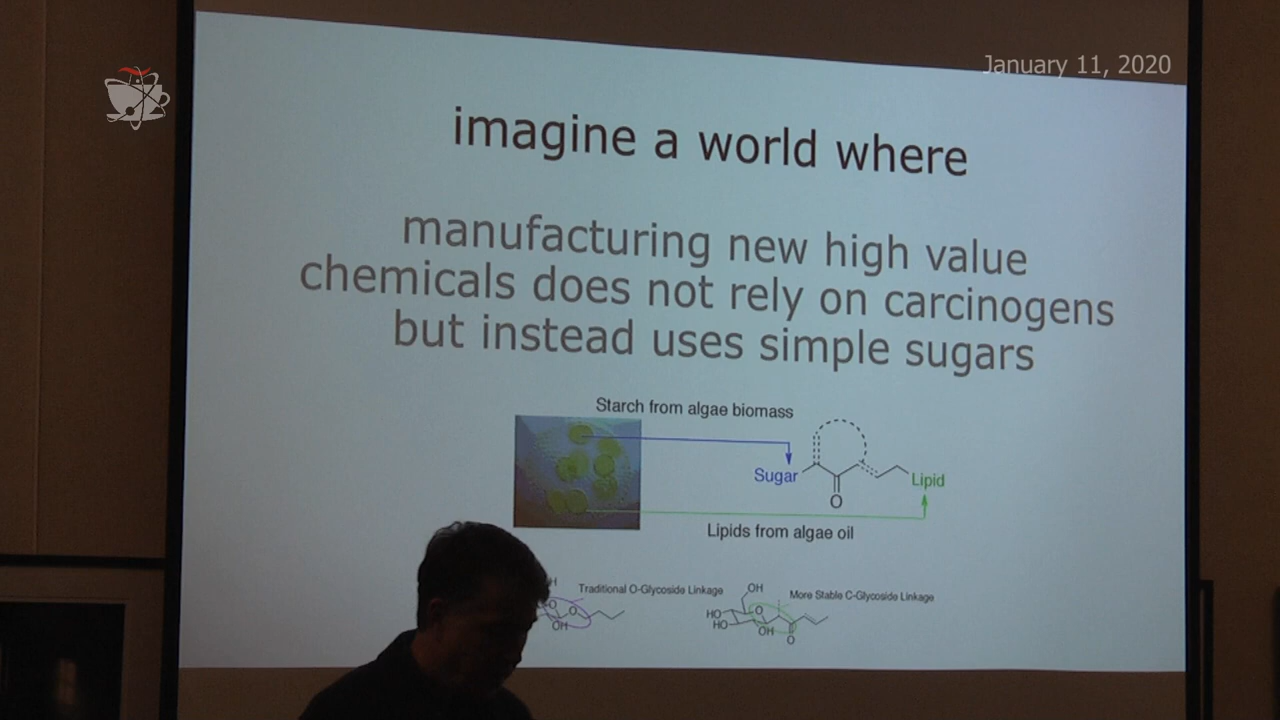 January 11, 2020
imagine a world where
manufacturing new high value
chemicals does not rely on carcinogens
but instead uses simple sugars
Starch from algae biomass
Sugar
O
Lipid
Lipids from algae oil
H
Traditional O-Glycoside Linkage
O
O
OH
OH
More Stable C-Glycoside Linkage
HO
O
HO
OH
O